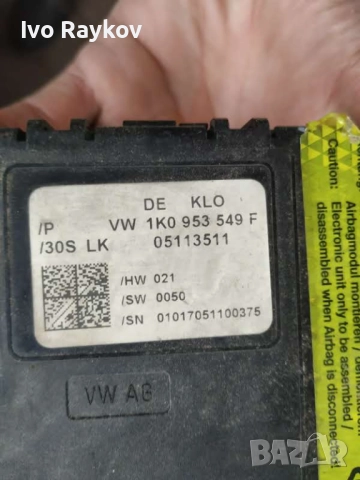 Ivo Raykov
DE KLO
/P VW 1K0 953 549 F
/30S LK 05113511
/HW 021
/SW 0050
/SN 01017051100375
VW AG
Caution:
Electronic unit only to be
disassembled when Airbag is disconnected!
bazar